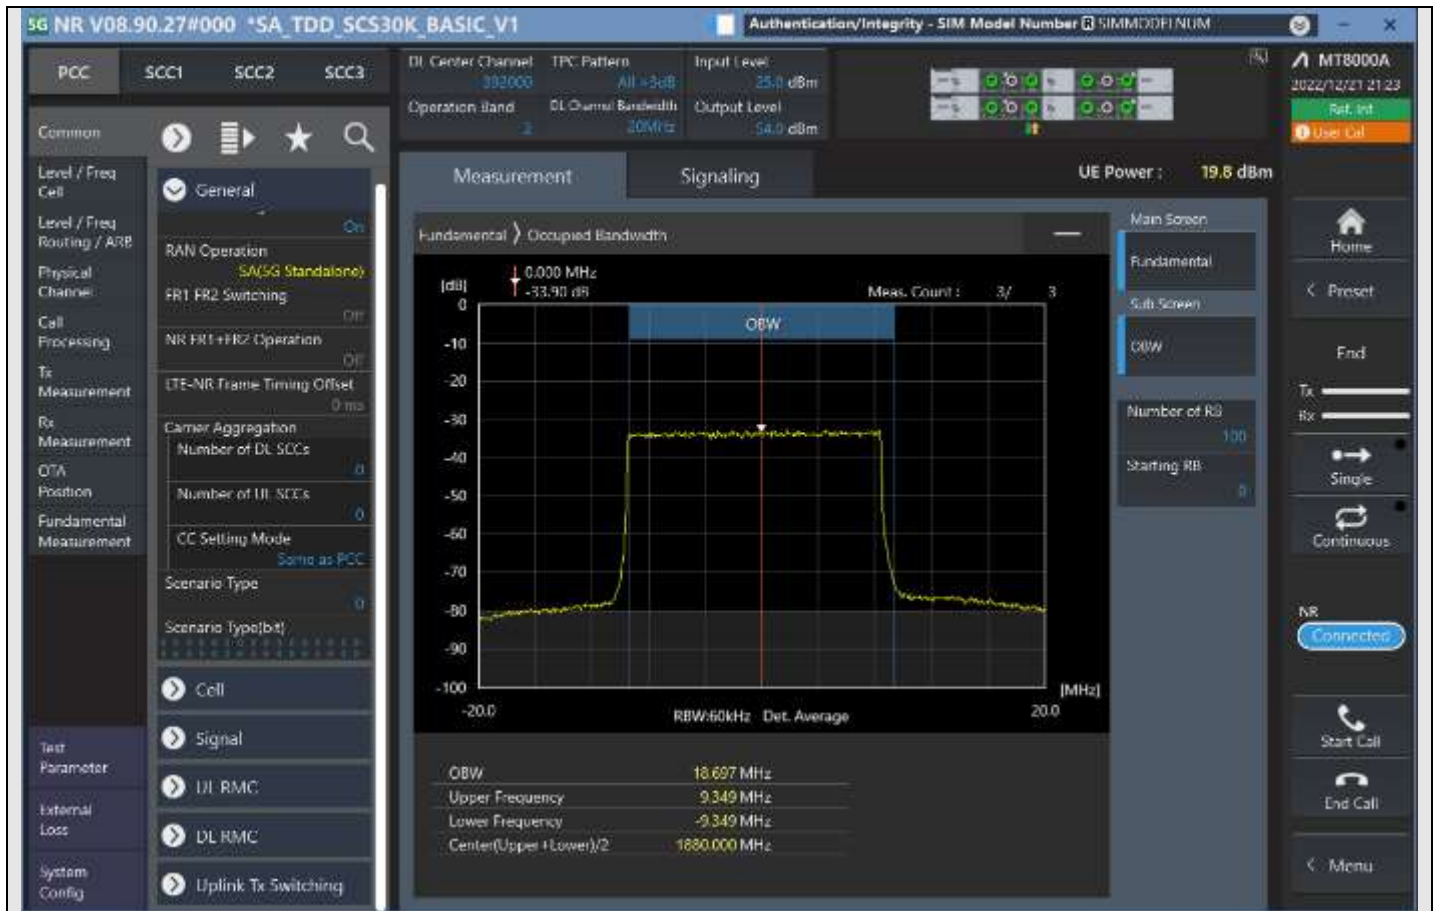 5G NR V08.90.27#000 *SA_TDD_SCS30K_BASIC_V1
Authentication/Integrity - SIM Model Number SIMMODELNUM
PCC SCC1 SCC2 SCC3
DL Center Channel TPC Pattern Input Level
392000 All +3dB 25.0 dBm
Operation Band DL Channel Bandwidth Output Level
2 20MHz -54.0 dBm
MT8000A
2022/12/21 21:23
Ref. Int
User Cal
Common
Level / Freq
Cell
Level / Freq
Routing / ARB
Physical
Channel
Call
Processing
Tx
Measurement
Rx
Measurement
OTA
Position
Fundamental
Measurement
Test
Parameter
External
Loss
System
Config
General
On
RAN Operation
SA(5G Standalone)
FR1 FR2 Switching
Off
NR FR1+FR2 Operation
Off
LTE-NR Frame Timing Offset
0 ms
Carrier Aggregation
Number of DL SCCs
0
Number of UL SCCs
0
CC Setting Mode
Same as PCC
Scenario Type
0
Scenario Type(bit)
Cell
Signal
UL RMC
DL RMC
Uplink Tx Switching
Measurement Signaling
UE Power : 19.8 dBm
Fundamental Occupied Bandwidth
0.000 MHz
-33.90 dB
Meas. Count : 3/ 3
[dB]
OBW
0
-10
-20
-30
-40
-50
-60
-70
-80
-90
-100
-20.0
RBW:60kHz Det. Average
20.0
[MHz]
OBW 18.697 MHz
Upper Frequency 9.349 MHz
Lower Frequency -9.349 MHz
Center(Upper+Lower)/2 1880.000 MHz
Main Screen
Fundamental
Sub Screen
OBW
Number of RB
100
Starting RB
0
Home
Preset
End
Tx
Rx
Single
Continuous
NR
Connected
Start Call
End Call
Menu